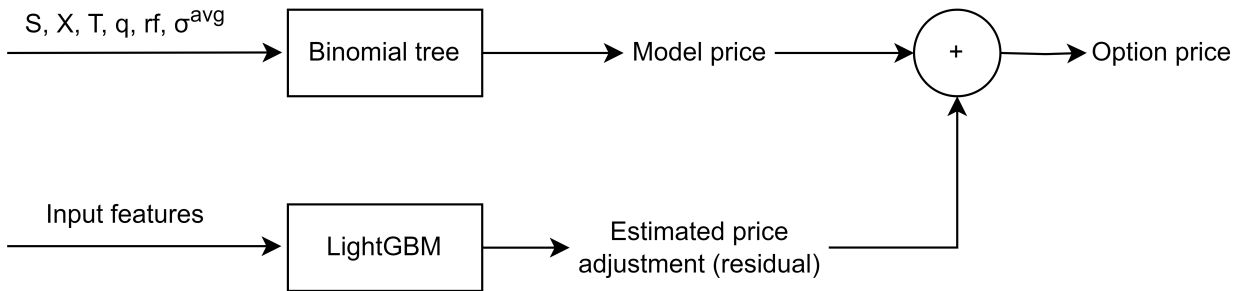 S, X, T, q, rf, σ^avg
Binomial tree
Model price
+
Option price
Input features
LightGBM
Estimated price
adjustment (residual)